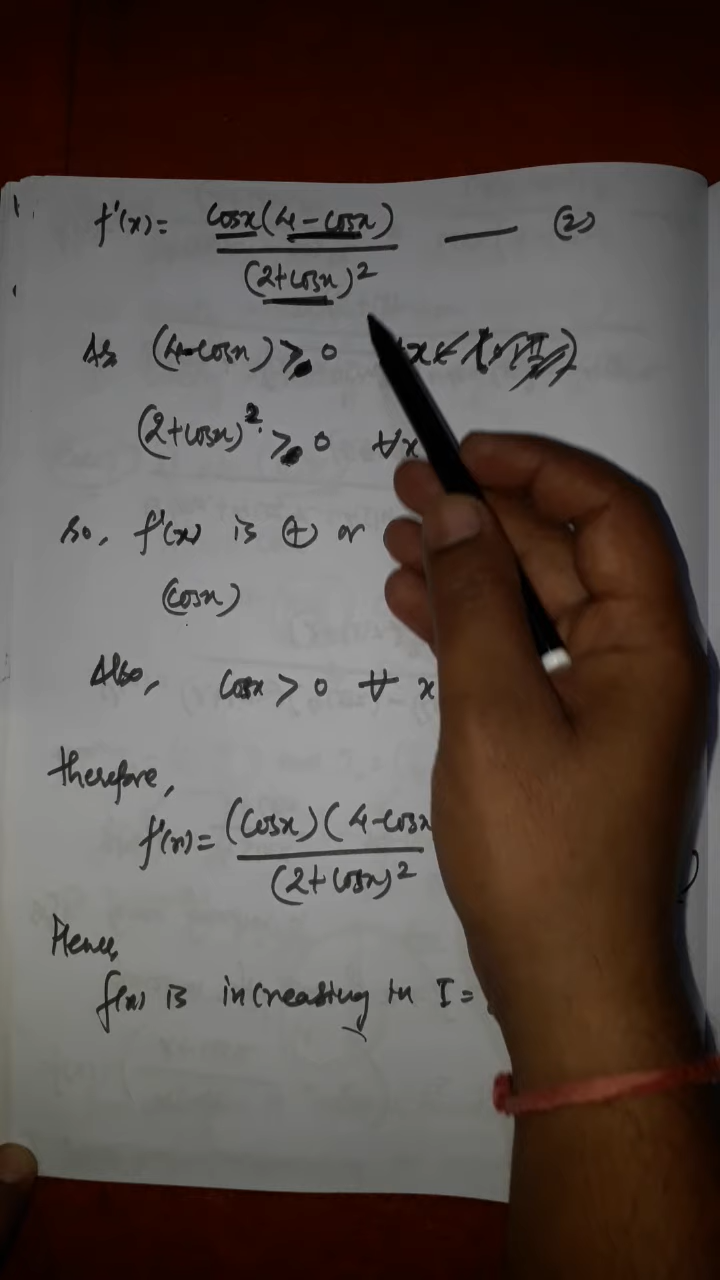 f'(x) = cosx(4-cosx) / (2+cosx)² —— (2)
As (4-cosx) > 0
(2+cosx)² > 0 ∀x
So, f'(x) is ⊕ or
(cosx)
Also, cosx > 0 ∀ x
therefore,
f'(x) = (cosx)(4-cosx / (2+cosx)²
Hence,
f(x) is increasing in I =